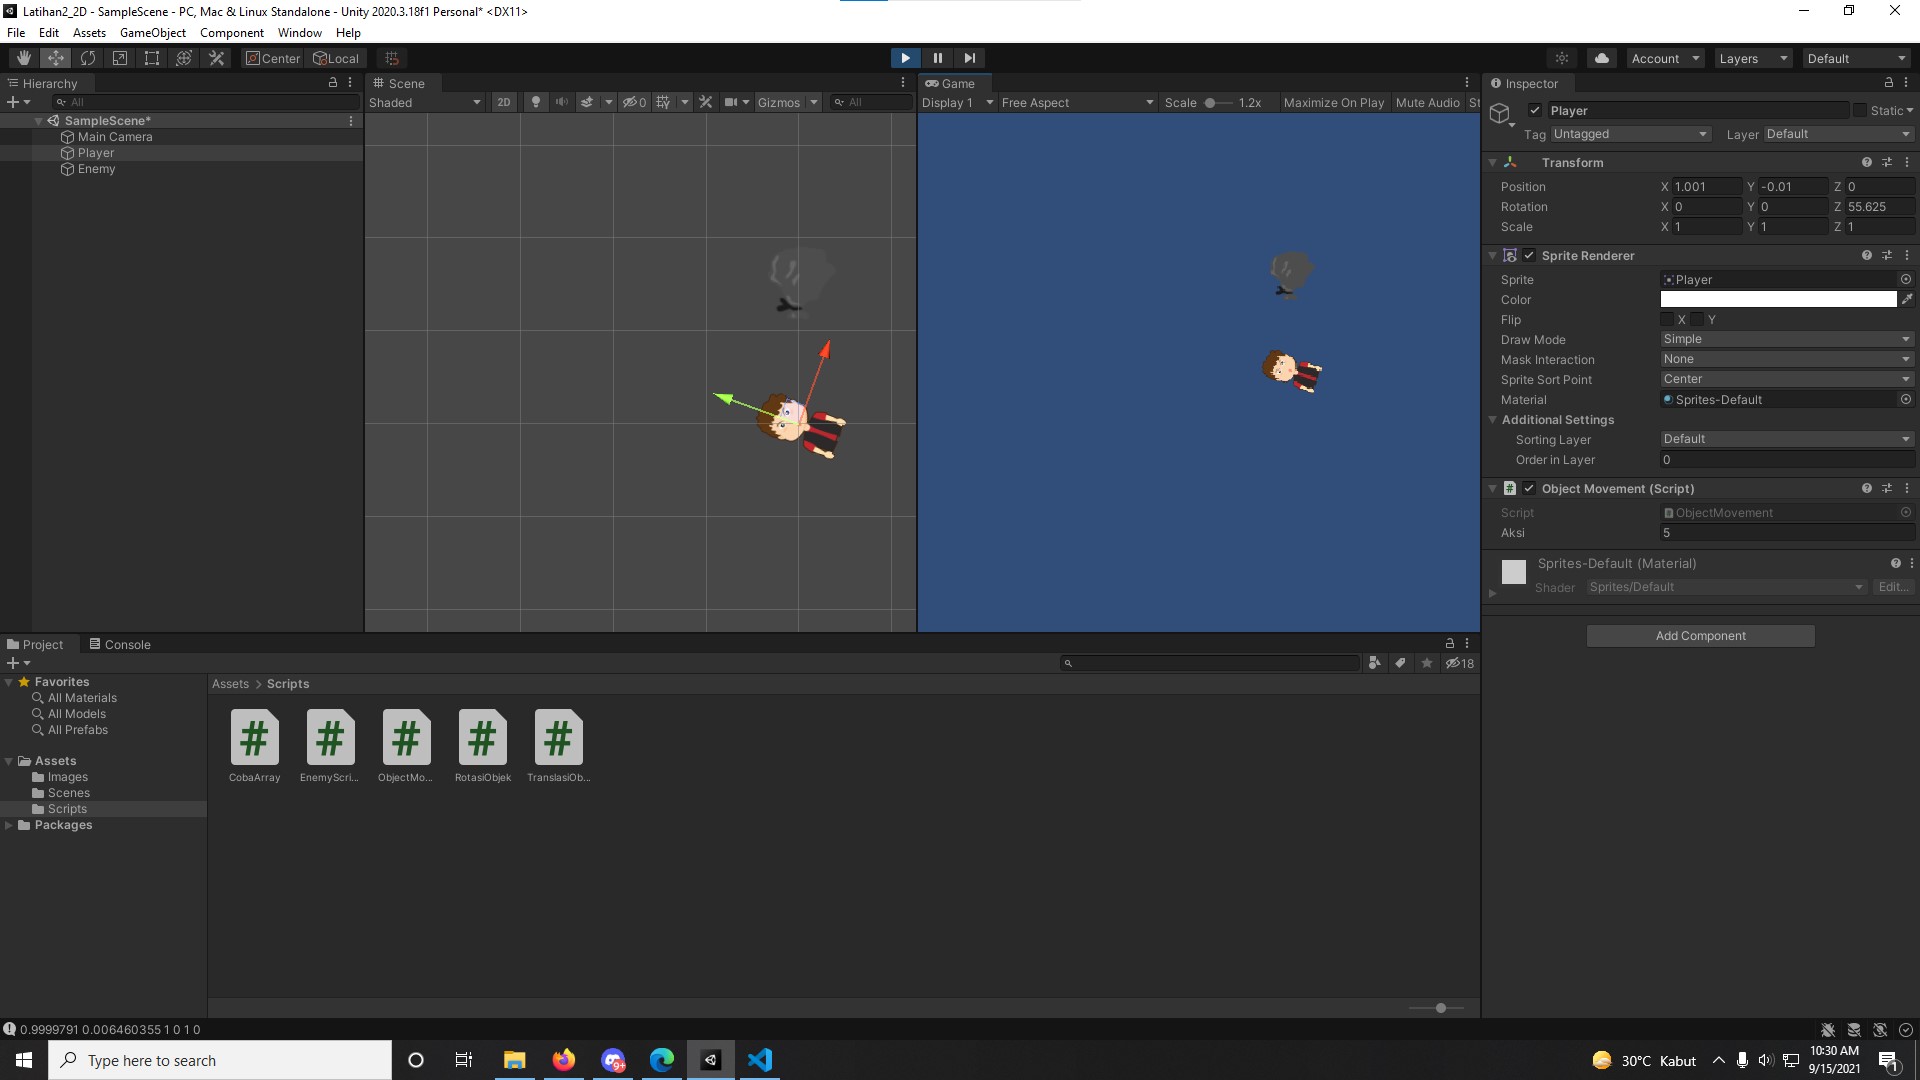 Latihan2_2D - SampleScene - PC, Mac & Linux Standalone - Unity 2020.3.18f1 Personal* <DX11>
File Edit Assets GameObject Component Window Help
Center Local
Account Layers Default
Hierarchy
All
SampleScene*
Main Camera
Player
Enemy
Scene
Shaded 2D 0 Gizmos All
Game
Display 1 Free Aspect Scale 1.2x Maximize On Play Mute Audio St
Inspector
Player Static
Tag Untagged Layer Default
Transform
Position X 1.001 Y -0.01 Z 0
Rotation X 0 Y 0 Z 55.625
Scale X 1 Y 1 Z 1
Sprite Renderer
Sprite Player
Color
Flip X Y
Draw Mode Simple
Mask Interaction None
Sprite Sort Point Center
Material Sprites-Default
Additional Settings
Sorting Layer Default
Order in Layer 0
# Object Movement (Script)
Script ObjectMovement
Aksi 5
Sprites-Default (Material)
Shader Sprites/Default Edit...
Add Component
Project Console
18
Favorites
All Materials
All Models
All Prefabs
Assets
Images
Scenes
Scripts
Packages
Assets > Scripts
# # # # #
CobaArray EnemyScri... ObjectMo... RotasiObjek TranslasiOb...
0.9999791 0.006460355 1 0 1 0
Type here to search
9+
30°C Kabut
10:30 AM
9/15/2021
1